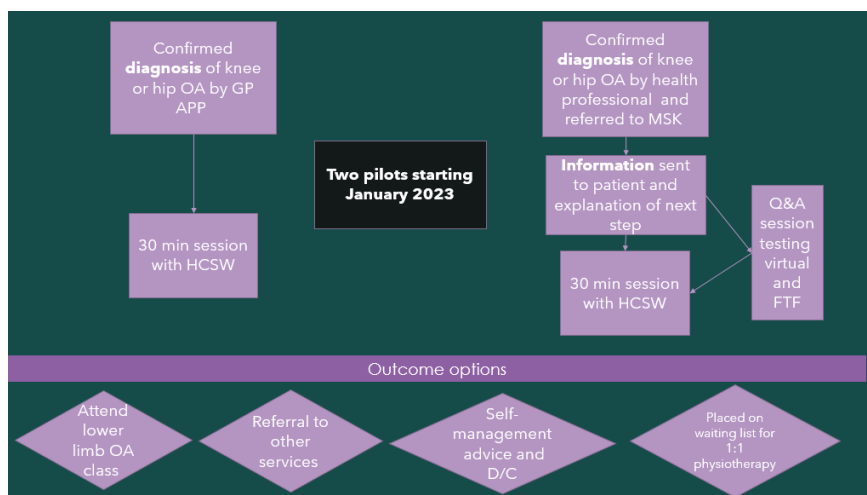 Confirmed
diagnosis of knee
or hip OA by GP
APP
Confirmed
diagnosis of knee
or hip OA by health
professional and
referred to MSK
Two pilots starting
January 2023
Information sent
to patient and
explanation of next
step
Q&A
session
testing
virtual
and
FTF
30 min session
with HCSW
30 min session
with HCSW
Outcome options
Attend
lower
limb OA
class
Referral to
other
services
Self-
management
advice and
D/C
Placed on
waiting list for
1:1
physiotherapy